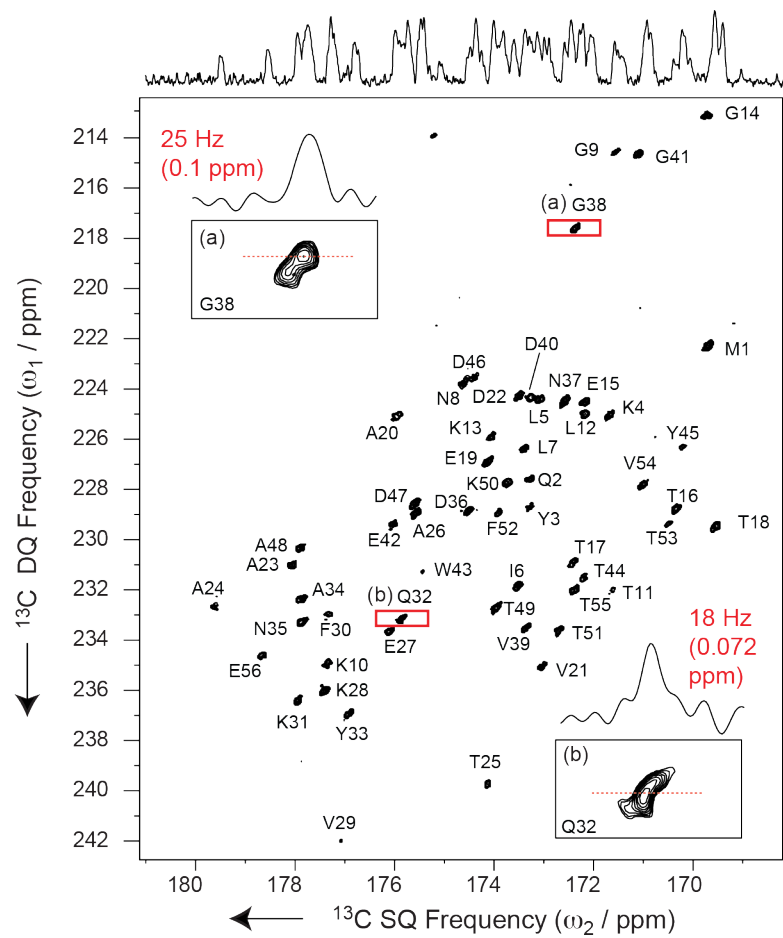 214
216
218
220
222
224
226
228
230
232
234
236
238
240
242
¹³C DQ Frequency (ω₁ / ppm)
180
178
176
174
172
170
¹³C SQ Frequency (ω₂ / ppm)
25 Hz
(0.1 ppm)
(a)
G38
G14
G9
G41
(a) G38
M1
D40
D46
N8
D22
L5
N37
E15
L12
K4
A20
K13
L7
Y45
E19
K50
Q2
V54
D47
D36
Y3
T16
E42
A26
F52
T53
T18
A48
A23
W43
T17
T44
A24
A34
I6
T55
T11
(b) Q32
T49
N35
F30
E27
V39
T51
18 Hz
(0.072
ppm)
E56
K10
V21
K28
K31
Y33
T25
V29
(b)
Q32